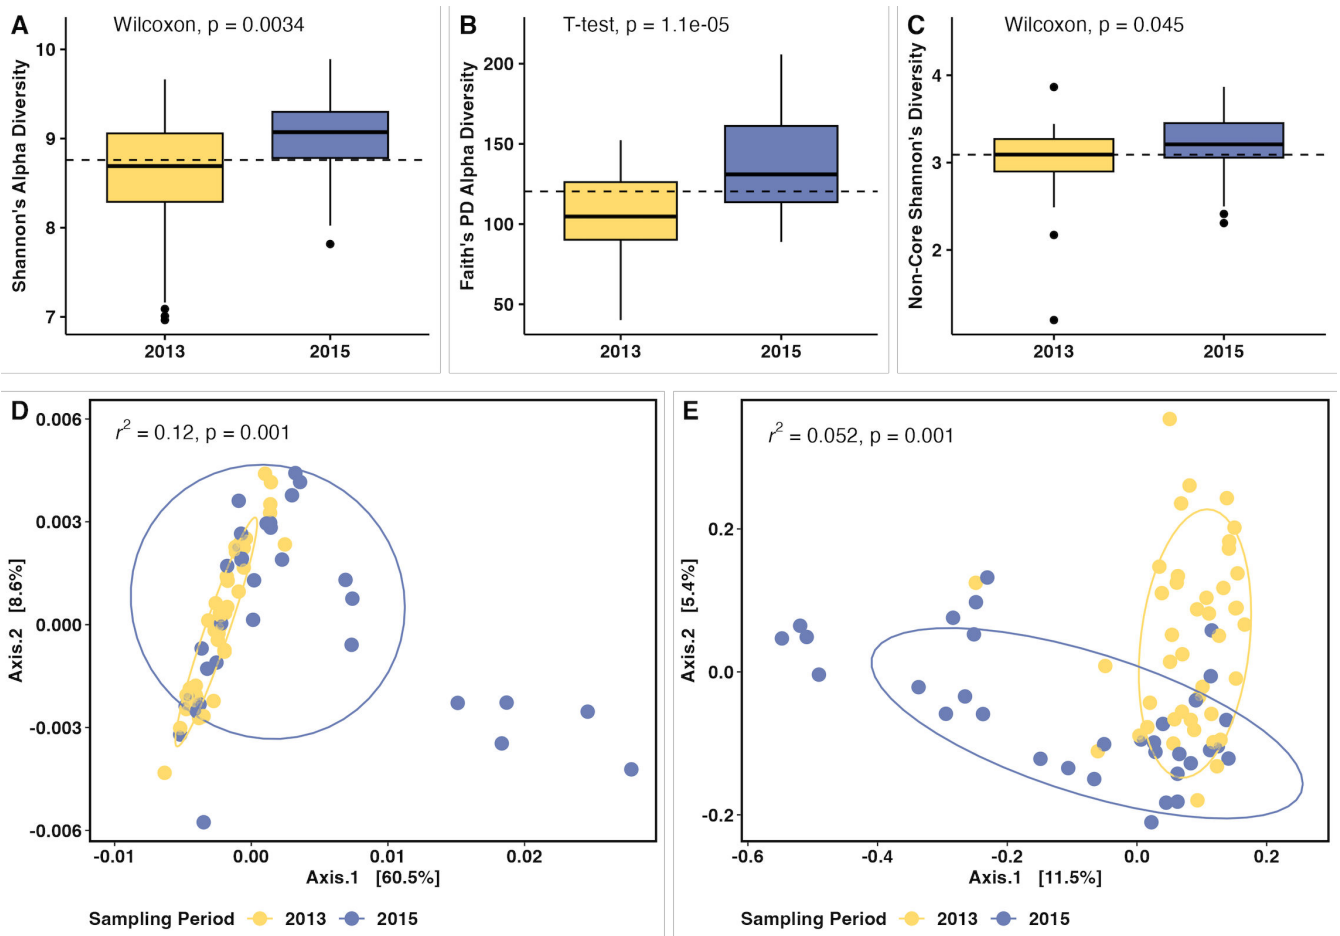 A
Wilcoxon, p = 0.0034
Shannon's Alpha Diversity
10
9
8
7
2013
2015
B
T-test, p = 1.1e-05
Faith's PD Alpha Diversity
200
150
100
50
2013
2015
C
Wilcoxon, p = 0.045
Non-Core Shannon's Diversity
4
3
2
2013
2015
D
r² = 0.12, p = 0.001
Axis.2 [8.6%]
0.006
0.003
0.000
-0.003
-0.006
-0.01
0.00
0.01
0.02
Axis.1 [60.5%]
Sampling Period 2013 2015
E
r² = 0.052, p = 0.001
Axis.2 [5.4%]
0.2
0.0
-0.2
-0.6
-0.4
-0.2
0.0
0.2
Axis.1 [11.5%]
Sampling Period 2013 2015